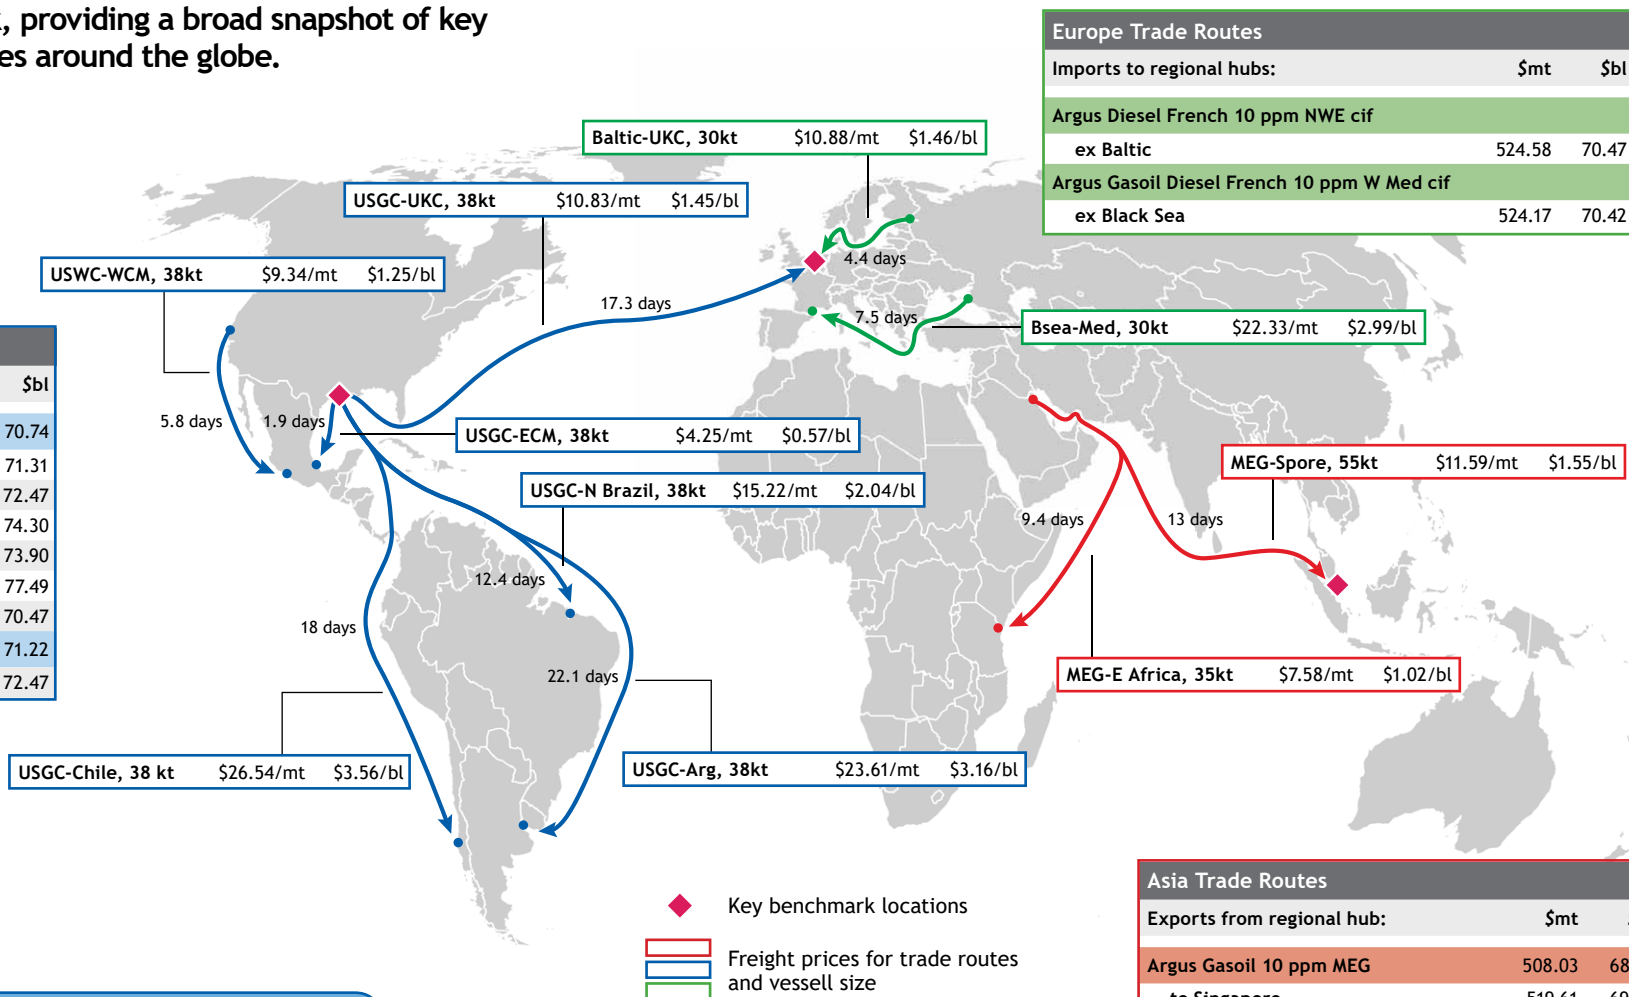 , providing a broad snapshot of key
es around the globe.
Europe Trade Routes
Imports to regional hubs: $mt $bl
Argus Diesel French 10 ppm NWE cif
ex Baltic 524.58 70.47
Argus Gasoil Diesel French 10 ppm W Med cif
ex Black Sea 524.17 70.42
Baltic-UKC, 30kt $10.88/mt $1.46/bl
USGC-UKC, 38kt $10.83/mt $1.45/bl
USWC-WCM, 38kt $9.34/mt $1.25/bl
4.4 days
17.3 days
7.5 days
Bsea-Med, 30kt $22.33/mt $2.99/bl
$bl
70.74
71.31
72.47
74.30
73.90
77.49
70.47
71.22
72.47
5.8 days
1.9 days
USGC-ECM, 38kt $4.25/mt $0.57/bl
MEG-Spore, 55kt $11.59/mt $1.55/bl
USGC-N Brazil, 38kt $15.22/mt $2.04/bl
9.4 days
13 days
12.4 days
18 days
22.1 days
MEG-E Africa, 35kt $7.58/mt $1.02/bl
USGC-Chile, 38 kt $26.54/mt $3.56/bl
USGC-Arg, 38kt $23.61/mt $3.16/bl
Key benchmark locations
Freight prices for trade routes
and vessell size
Asia Trade Routes
Exports from regional hub: $mt
Argus Gasoil 10 ppm MEG 508.03 68
to Singapore 519.61 69